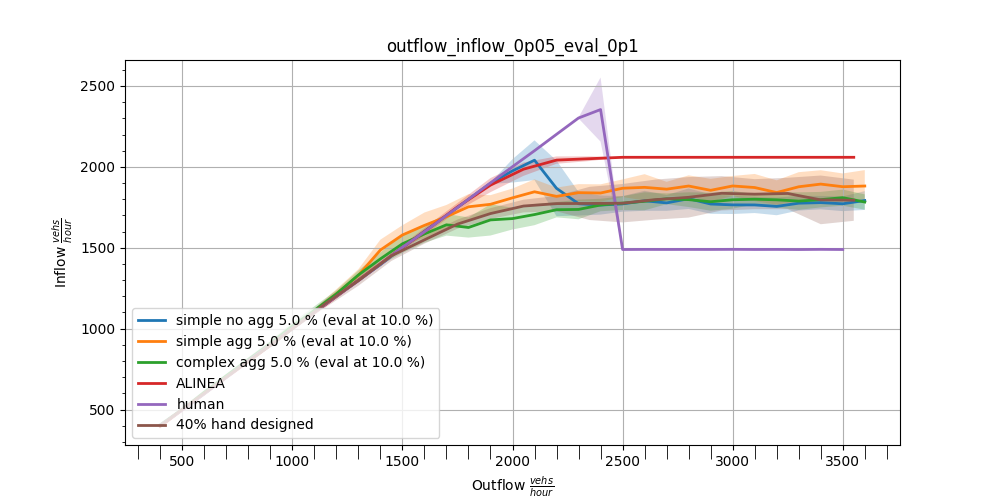 outflow_inflow_0p05_eval_0p1
Inflow vehs/hour
2500
2000
1500
1000
500
simple no agg 5.0 % (eval at 10.0 %)
simple agg 5.0 % (eval at 10.0 %)
complex agg 5.0 % (eval at 10.0 %)
ALINEA
human
40% hand designed
500 1000 1500 2000 2500 3000 3500
Outflow vehs/hour